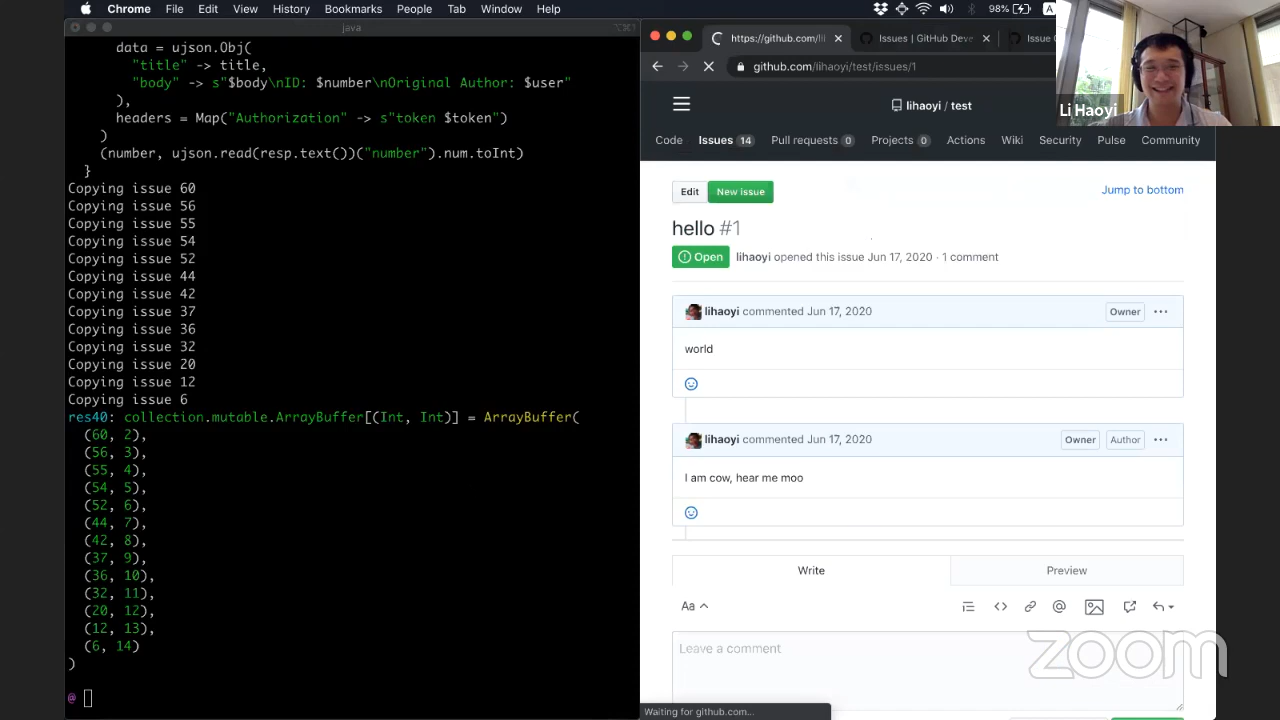 Chrome File Edit View History Bookmarks People Tab Window Help
98% A
java
data = ujson.Obj(
"title" -> title,
"body" -> s"$body\nID: $number\nOriginal Author: $user"
),
headers = Map("Authorization" -> s"token $token")
)
(number, ujson.read(resp.text())("number").num.toInt)
}
Copying issue 60
Copying issue 56
Copying issue 55
Copying issue 54
Copying issue 52
Copying issue 44
Copying issue 42
Copying issue 37
Copying issue 36
Copying issue 32
Copying issue 20
Copying issue 12
Copying issue 6
res40: collection.mutable.ArrayBuffer[(Int, Int)] = ArrayBuffer(
(60, 2),
(56, 3),
(55, 4),
(54, 5),
(52, 6),
(44, 7),
(42, 8),
(37, 9),
(36, 10),
(32, 11),
(20, 12),
(12, 13),
(6, 14)
)
@
https://github.com/li Issues | GitHub Deve Issue
github.com/lihaoyi/test/issues/1
Li Haoyi
lihaoyi / test
Code Issues 14 Pull requests 0 Projects 0 Actions Wiki Security Pulse Community
Edit New issue Jump to bottom
hello #1
Open lihaoyi opened this issue Jun 17, 2020 · 1 comment
lihaoyi commented Jun 17, 2020 Owner ···
world
lihaoyi commented Jun 17, 2020 Owner Author ···
I am cow, hear me moo
Write Preview
Aa
Leave a comment
zoom
Waiting for github.com...